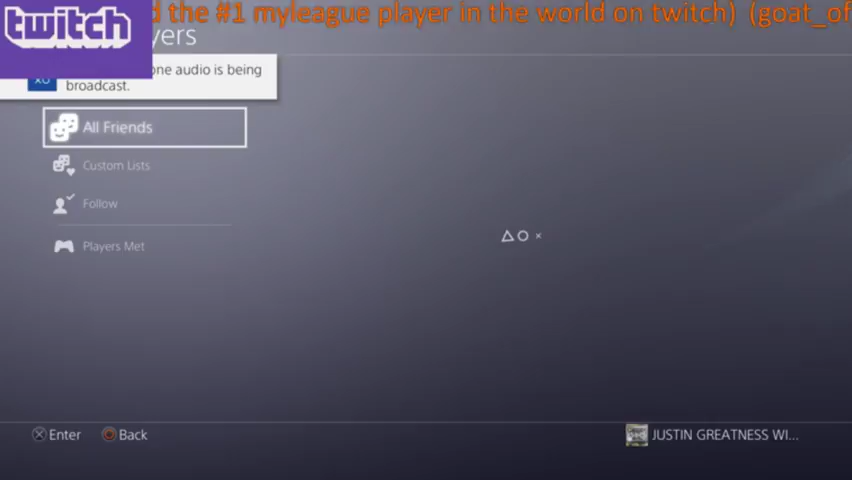 d the #1 myleague player in the world on twitch) (goat_of
twitch
yers
one audio is being
broadcast.
All Friends
Custom Lists
Follow
Players Met
Enter
Back
JUSTIN GREATNESS WI...